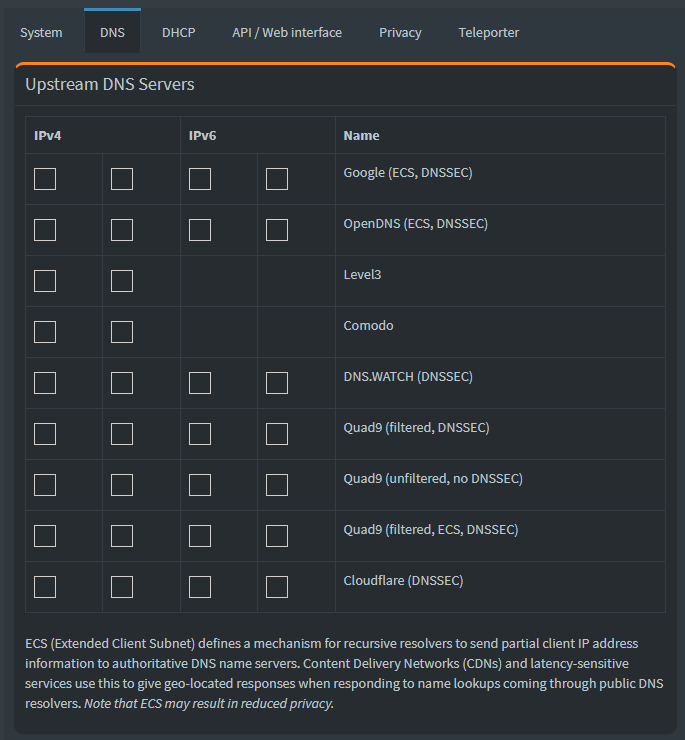 System DNS DHCP API / Web interface Privacy Teleporter
Upstream DNS Servers
IPv4 IPv6 Name
Google (ECS, DNSSEC)
OpenDNS (ECS, DNSSEC)
Level3
Comodo
DNS.WATCH (DNSSEC)
Quad9 (filtered, DNSSEC)
Quad9 (unfiltered, no DNSSEC)
Quad9 (filtered, ECS, DNSSEC)
Cloudflare (DNSSEC)
ECS (Extended Client Subnet) defines a mechanism for recursive resolvers to send partial client IP address
information to authoritative DNS name servers. Content Delivery Networks (CDNs) and latency-sensitive
services use this to give geo-located responses when responding to name lookups coming through public DNS
resolvers. Note that ECS may result in reduced privacy.